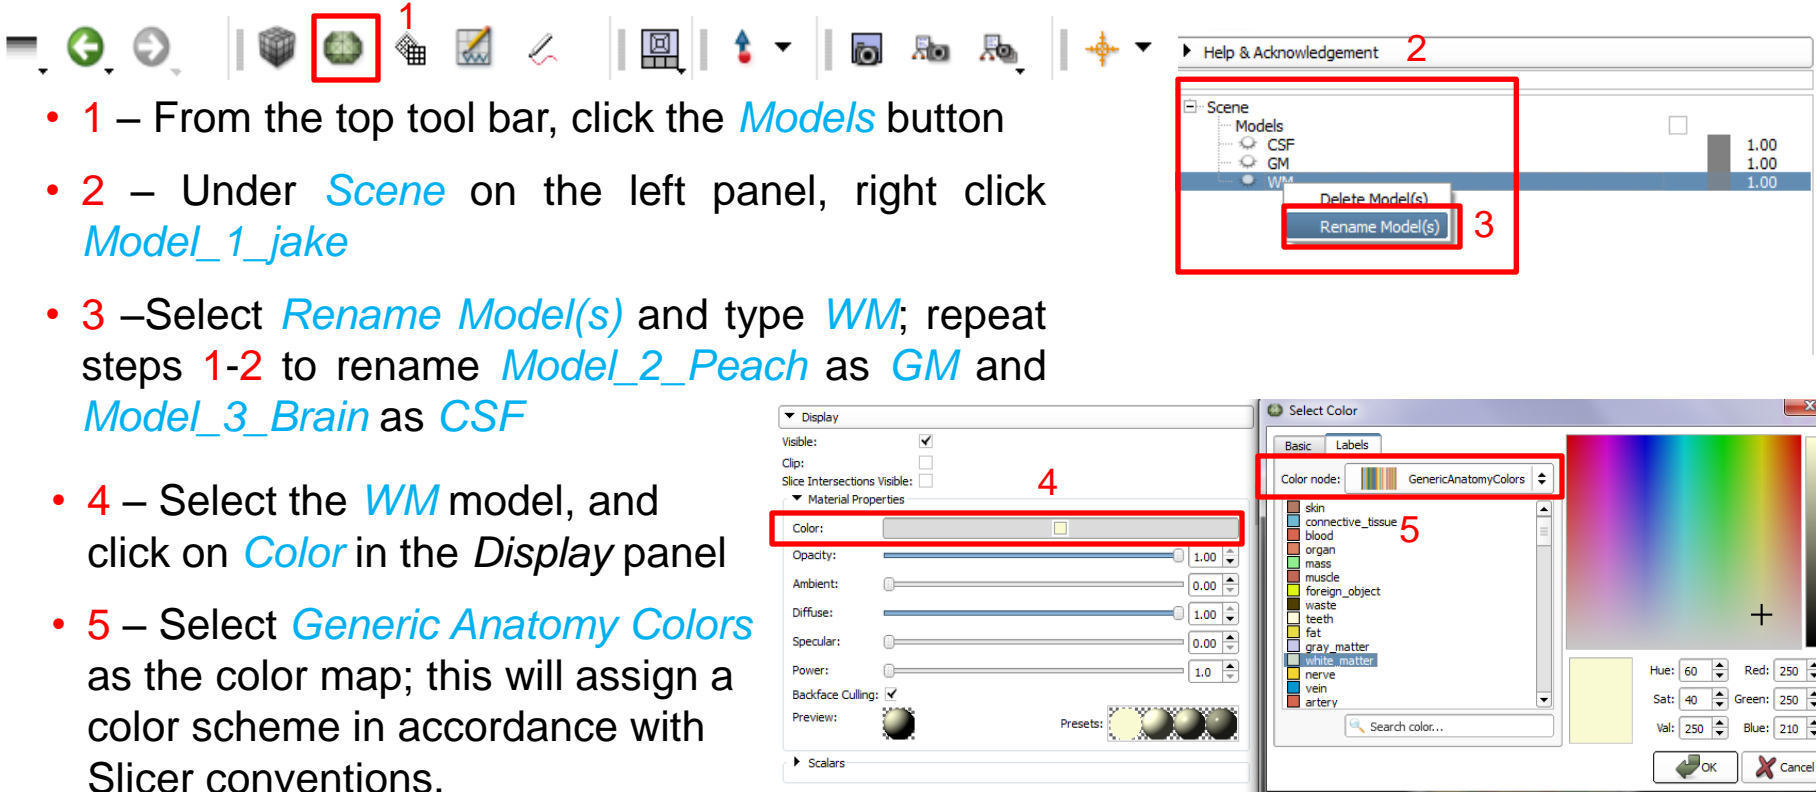 1
• 1 – From the top tool bar, click the Models button
• 2 – Under Scene on the left panel, right click
Model_1_jake
• 3 –Select Rename Model(s) and type WM; repeat
steps 1-2 to rename Model_2_Peach as GM and
Model_3_Brain as CSF
• 4 – Select the WM model, and
click on Color in the Display panel
• 5 – Select Generic Anatomy Colors
as the color map; this will assign a
color scheme in accordance with
Slicer conventions.
Help & Acknowledgement
2
Scene
Models
CSF 1.00
GM 1.00
WM 1.00
Delete Model(s)
Rename Model(s)
3
Display
Visible:
Clip:
Slice Intersections Visible:
4
Material Properties
Color:
Opacity: 1.00
Ambient: 0.00
Diffuse: 1.00
Specular: 0.00
Power: 1.0
Backface Culling:
Preview: Presets:
Scalars
Select Color
Basic Labels
Color node: GenericAnatomyColors
5
skin
connective_tissue
blood
organ
mass
muscle
foreign_object
waste
teeth
fat
gray_matter
white_matter
nerve
vein
artery
Search color...
Hue: 60 Red: 250
Sat: 40 Green: 250
Val: 250 Blue: 210
OK Cancel